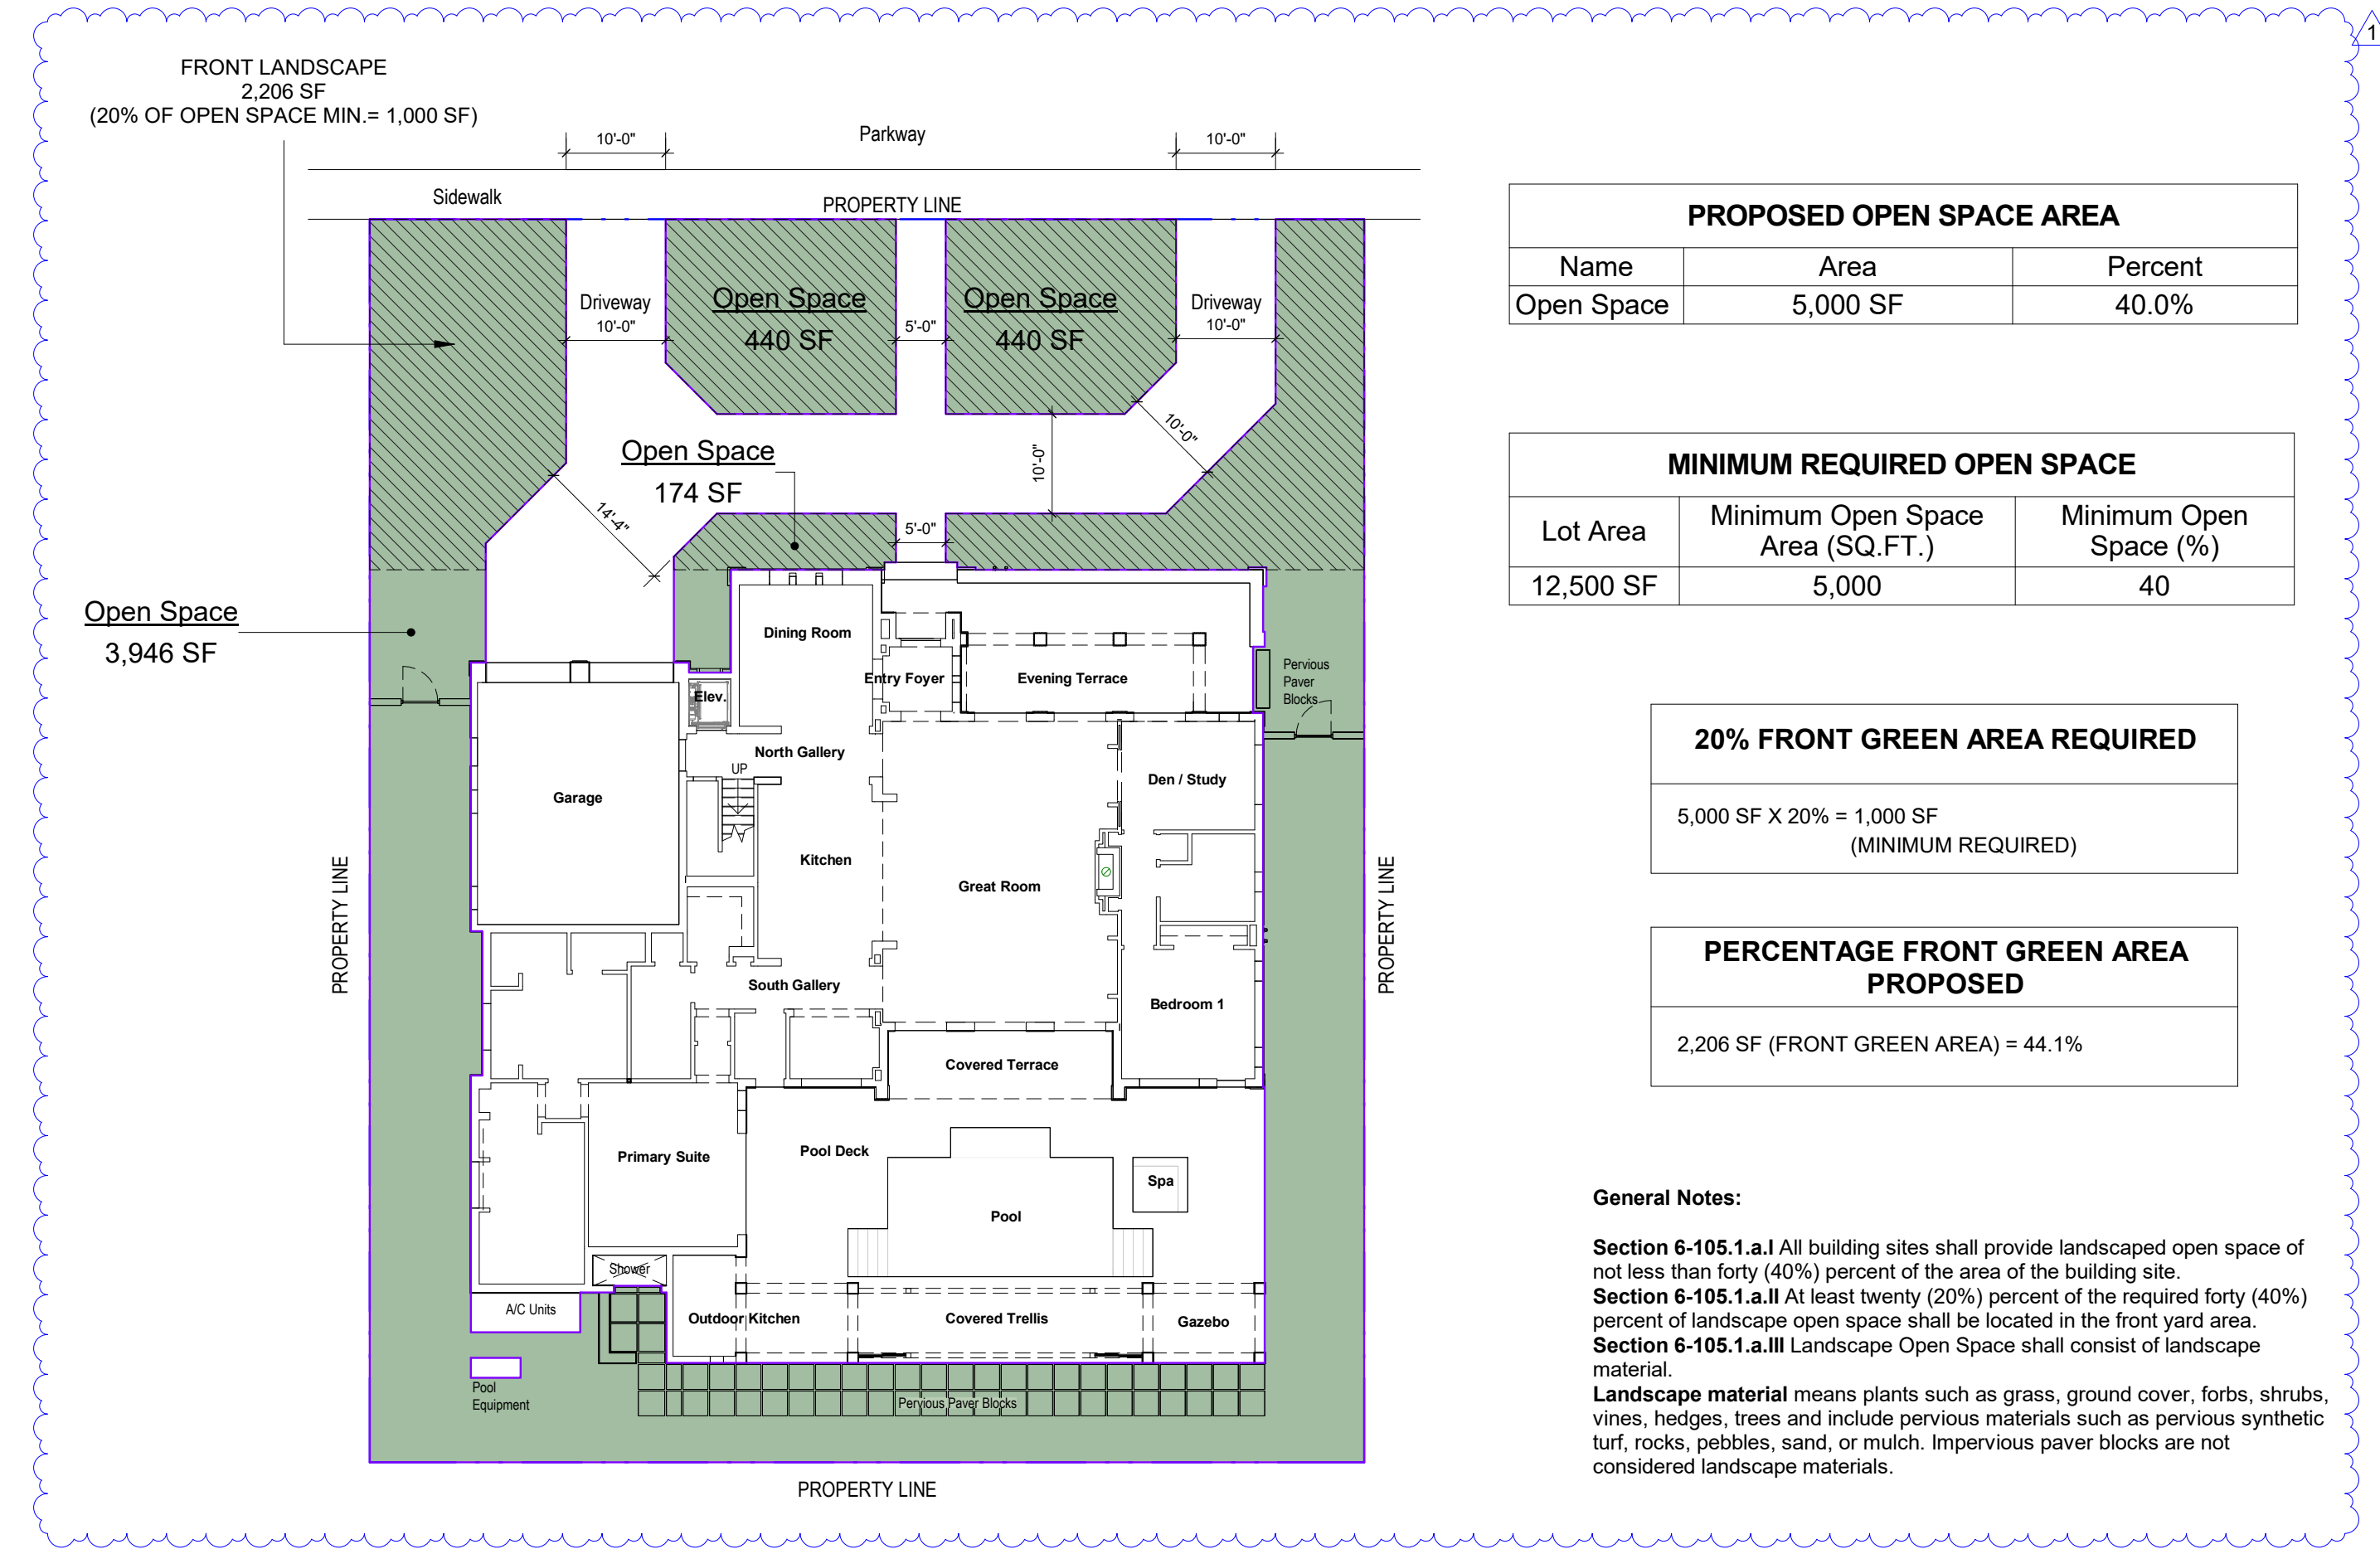 1
FRONT LANDSCAPE
2,206 SF
(20% OF OPEN SPACE MIN.= 1,000 SF)
10'-0"
Parkway
10'-0"
Sidewalk
PROPERTY LINE
Driveway
10'-0"
Open Space
440 SF
5'-0"
Open Space
440 SF
Driveway
10'-0"
10'-0"
10'-0"
Open Space
174 SF
14'-4"
5'-0"
Open Space
3,946 SF
Dining Room
Entry Foyer
Evening Terrace
Pervious
Paver
Blocks
Elev.
North Gallery
UP
Garage
Den / Study
Kitchen
Great Room
PROPERTY LINE
PROPERTY LINE
South Gallery
Bedroom 1
Covered Terrace
Primary Suite
Pool Deck
Spa
Pool
Shower
A/C Units
Outdoor Kitchen
Covered Trellis
Gazebo
Pool
Equipment
Pervious Paver Blocks
PROPERTY LINE
PROPOSED OPEN SPACE AREA
Name Area Percent
Open Space 5,000 SF 40.0%
MINIMUM REQUIRED OPEN SPACE
Lot Area
Minimum Open Space
Area (SQ.FT.)
Minimum Open
Space (%)
12,500 SF 5,000 40
20% FRONT GREEN AREA REQUIRED
5,000 SF X 20% = 1,000 SF
(MINIMUM REQUIRED)
PERCENTAGE FRONT GREEN AREA
PROPOSED
2,206 SF (FRONT GREEN AREA) = 44.1%
General Notes:
Section 6-105.1.a.I All building sites shall provide landscaped open space of
not less than forty (40%) percent of the area of the building site.
Section 6-105.1.a.II At least twenty (20%) percent of the required forty (40%)
percent of landscape open space shall be located in the front yard area.
Section 6-105.1.a.III Landscape Open Space shall consist of landscape
material.
Landscape material means plants such as grass, ground cover, forbs, shrubs,
vines, hedges, trees and include pervious materials such as pervious synthetic
turf, rocks, pebbles, sand, or mulch. Impervious paver blocks are not
considered landscape materials.